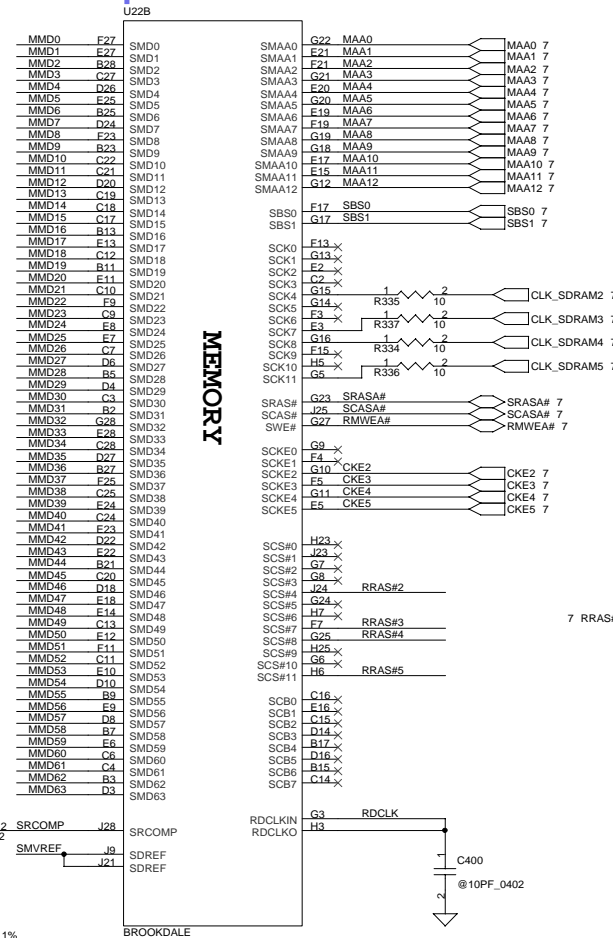 U22B
MMD0 F27 SMD0
MMD1 E27 SMD1
MMD2 B28 SMD2
MMD3 C27 SMD3
MMD4 D26 SMD4
MMD5 E25 SMD5
MMD6 B25 SMD6
MMD7 D24 SMD7
MMD8 F23 SMD8
MMD9 B23 SMD9
MMD10 C22 SMD10
MMD11 C21 SMD11
MMD12 D20 SMD12
MMD13 C19 SMD13
MMD14 C18 SMD14
MMD15 C17 SMD15
MMD16 B13 SMD16
MMD17 E13 SMD17
MMD18 C12 SMD18
MMD19 B11 SMD19
MMD20 E11 SMD20
MMD21 C10 SMD21
MMD22 F9 SMD22
MMD23 C9 SMD23
MMD24 E8 SMD24
MMD25 E7 SMD25
MMD26 C7 SMD26
MMD27 D6 SMD27
MMD28 B5 SMD28
MMD29 D4 SMD29
MMD30 C3 SMD30
MMD31 B2 SMD31
MMD32 G28 SMD32
MMD33 E28 SMD33
MMD34 C28 SMD34
MMD35 D27 SMD35
MMD36 B27 SMD36
MMD37 F25 SMD37
MMD38 C25 SMD38
MMD39 E24 SMD39
MMD40 C24 SMD40
MMD41 E23 SMD41
MMD42 D22 SMD42
MMD43 E22 SMD43
MMD44 B21 SMD44
MMD45 C20 SMD45
MMD46 D18 SMD46
MMD47 E18 SMD47
MMD48 E14 SMD48
MMD49 C13 SMD49
MMD50 E12 SMD50
MMD51 F11 SMD51
MMD52 C11 SMD52
MMD53 E10 SMD53
MMD54 D10 SMD54
MMD55 B9 SMD55
MMD56 E9 SMD56
MMD57 D8 SMD57
MMD58 B7 SMD58
MMD59 E6 SMD59
MMD60 C6 SMD60
MMD61 C4 SMD61
MMD62 B3 SMD62
MMD63 D3 SMD63
2 SRCOMP J28 SRCOMP
2
SMVREF J9 SDREF
J21 SDREF
1%
MEMORY
SMAA0 G22 MAA0 MAA0 7
SMAA1 E21 MAA1 MAA1 7
SMAA2 F21 MAA2 MAA2 7
SMAA3 G21 MAA3 MAA3 7
SMAA4 E20 MAA4 MAA4 7
SMAA5 G20 MAA5 MAA5 7
SMAA6 E19 MAA6 MAA6 7
SMAA7 F19 MAA7 MAA7 7
SMAA8 G19 MAA8 MAA8 7
SMAA9 G18 MAA9 MAA9 7
SMAA10 E17 MAA10 MAA10 7
SMAA11 E15 MAA11 MAA11 7
SMAA12 G12 MAA12 MAA12 7
SBS0 F17 SBS0 SBS0 7
SBS1 G17 SBS1 SBS1 7
SCK0 F13
SCK1 G13
SCK2 E2
SCK3 C2
SCK4 G15 R335 1 2 10 CLK_SDRAM2 7
SCK5 G14
SCK6 F3
SCK7 E3 R337 1 2 10 CLK_SDRAM3 7
SCK8 G16 R334 1 2 10 CLK_SDRAM4 7
SCK9 F15
SCK10 H5
SCK11 G5 R336 1 2 10 CLK_SDRAM5 7
SRAS# G23 SRASA# SRASA# 7
SCAS# J25 SCASA# SCASA# 7
SWE# G27 RMWEA# RMWEA# 7
SCKE0 G9
SCKE1 F4
SCKE2 G10 CKE2 CKE2 7
SCKE3 F5 CKE3 CKE3 7
SCKE4 G11 CKE4 CKE4 7
SCKE5 E5 CKE5 CKE5 7
SCS#0 H23
SCS#1 J23
SCS#2 G7
SCS#3 G8
SCS#4 J24 RRAS#2
SCS#5 G24
SCS#6 H7
SCS#7 F7 RRAS#3
SCS#8 G25 RRAS#4
SCS#9 H25
SCS#10 G6
SCS#11 H6 RRAS#5
7 RRAS#
SCB0 C16
SCB1 E16
SCB2 C15
SCB3 D14
SCB4 B17
SCB5 D16
SCB6 B15
SCB7 C14
RDCLKIN G3 RDCLK
RDCLKO H3
1
C400
@10PF_0402
2
BROOKDALE